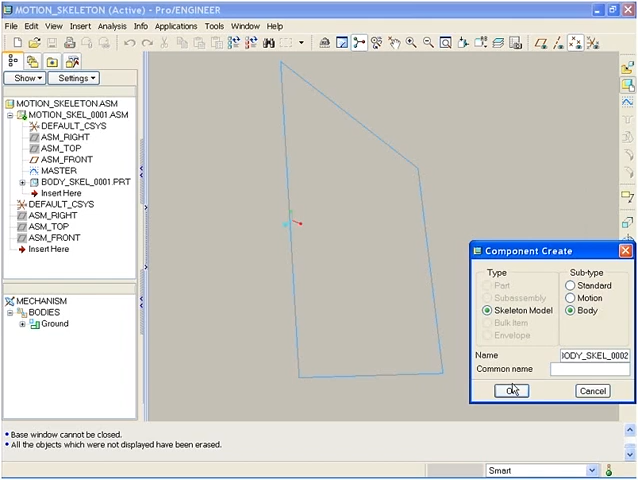 MOTION_SKELETON (Active) - Pro/ENGINEER
File Edit View Insert Analysis Info Applications Tools Window Help
Show Settings
MOTION_SKELETON.ASM
MOTION_SKEL_0001.ASM
DEFAULT_CSYS
ASM_RIGHT
ASM_TOP
ASM_FRONT
MASTER
BODY_SKEL_0001.PRT
Insert Here
DEFAULT_CSYS
ASM_RIGHT
ASM_TOP
ASM_FRONT
Insert Here
MECHANISM
BODIES
Ground
Component Create
Type Sub-type
Part Standard
Subassembly Motion
Skeleton Model Body
Bulk Item
Envelope
Name BODY_SKEL_0002
Common name
OK Cancel
• Base window cannot be closed.
• All the objects which were not displayed have been erased.
Smart